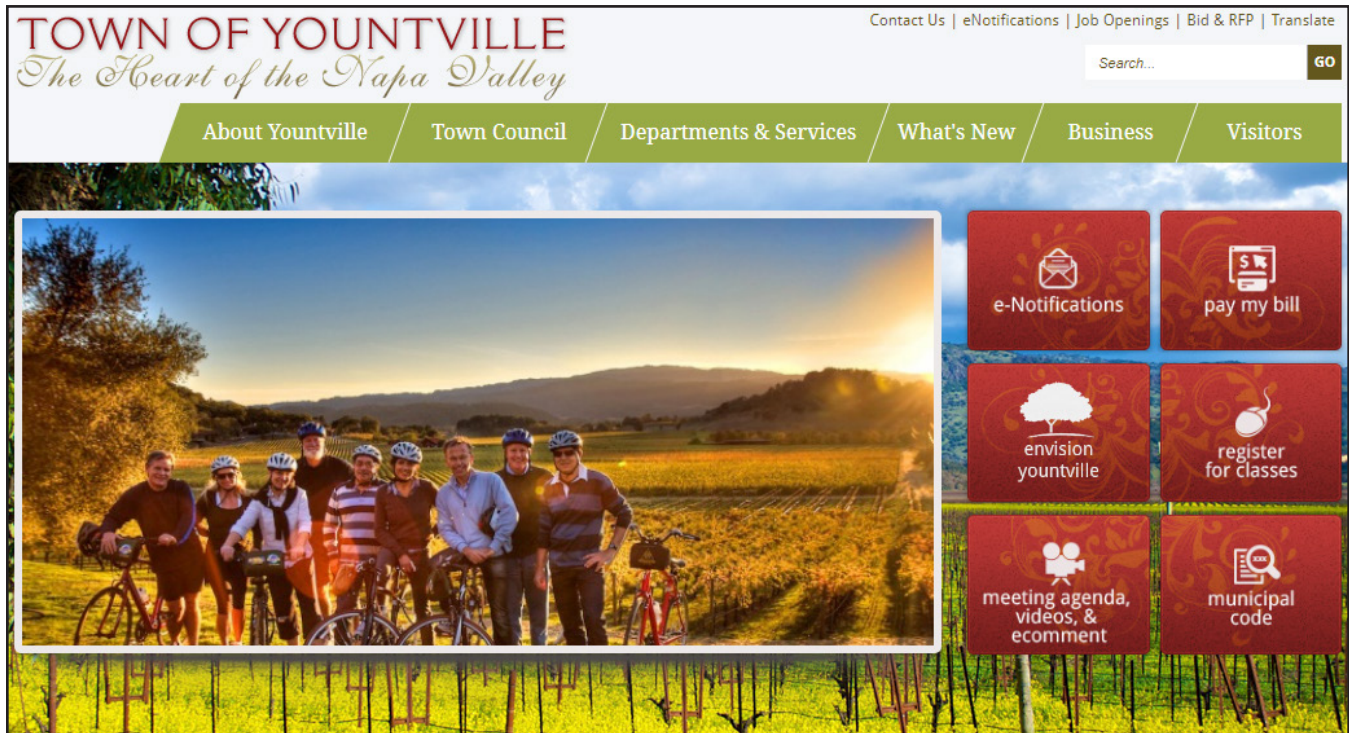 TOWN OF YOUNTVILLE
The Heart of the Napa Valley
Contact Us | eNotifications | Job Openings | Bid & RFP | Translate
Search...
GO
About Yountville
Town Council
Departments & Services
What's New
Business
Visitors
e-Notifications
pay my bill
envision
yountville
register
for classes
meeting agenda,
videos, &
ecomment
municipal
code